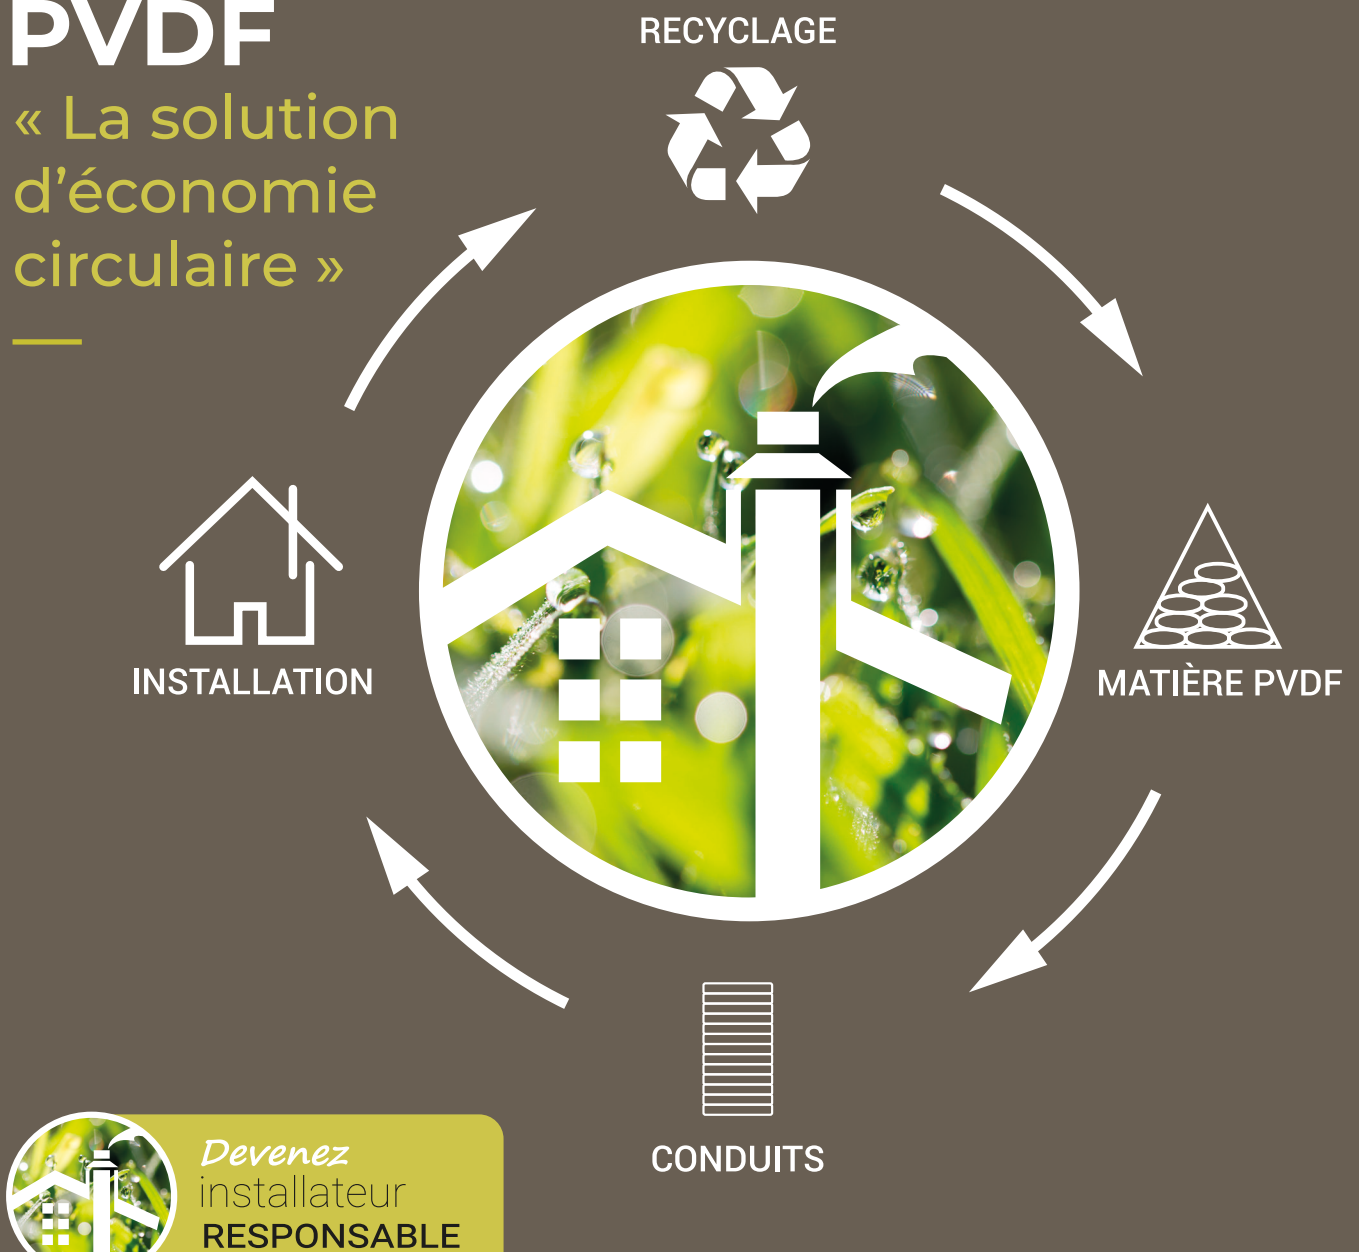 PVDF
« La solution
d’économie
circulaire »
RECYCLAGE
INSTALLATION
MATIÈRE PVDF
CONDUITS
Devenez
installateur
RESPONSABLE